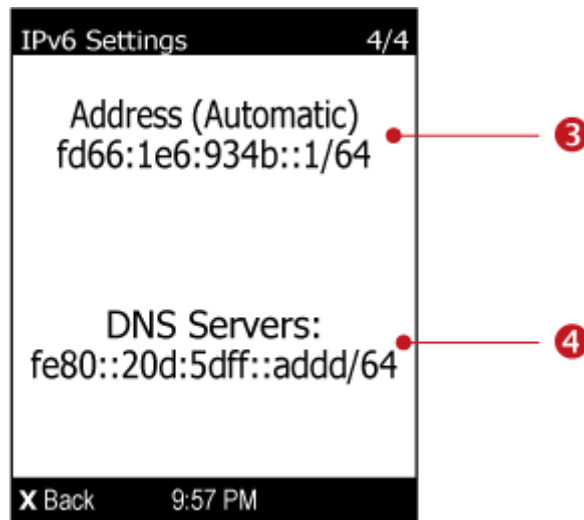 IPv6 Settings 4/4
Address (Automatic)
fd66:1e6:934b::1/64
3
DNS Servers:
fe80::20d:5dff::addd/64
4
X Back 9:57 PM